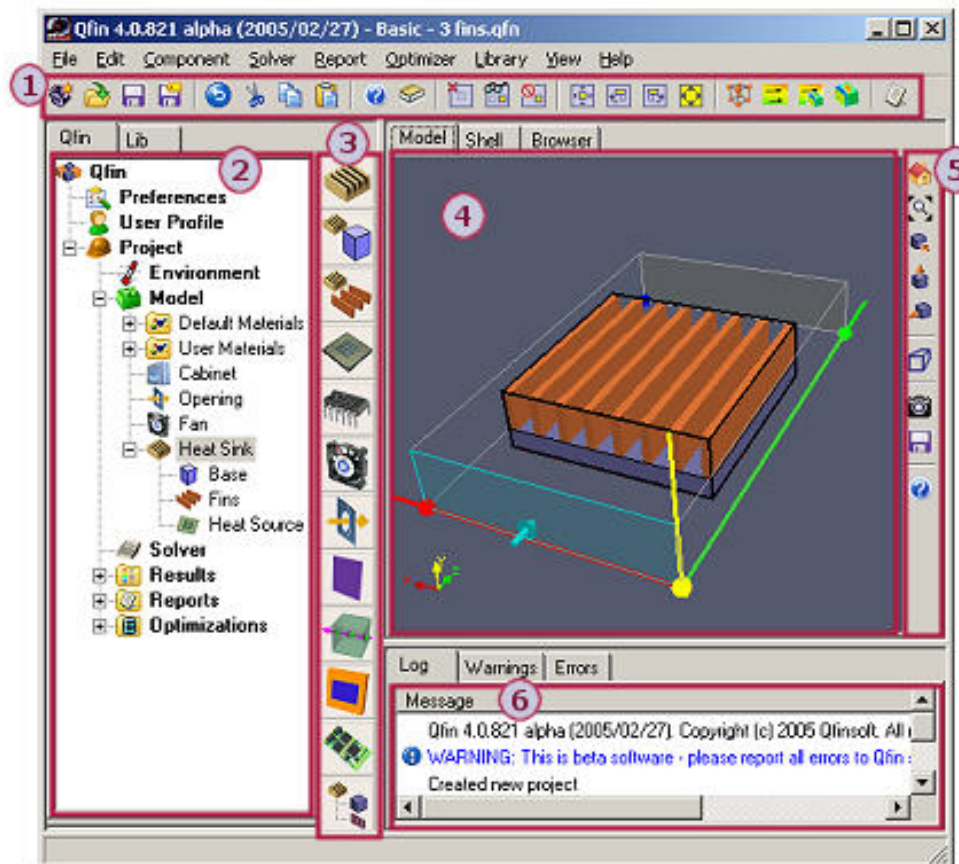 Qfin 4.0.821 alpha (2005/02/27) - Basic - 3 fins.qfn
File Edit Component Solver Report Optimizer Library View Help
1
Qfin Lib
2
Qfin
Preferences
User Profile
Project
Environment
Model
Default Materials
User Materials
Cabinet
Opening
Fan
Heat Sink
Base
Fins
Heat Source
Solver
Results
Reports
Optimizations
3
Model Shell Browser
4
5
Log Warnings Errors
Message
6
Qfin 4.0.821 alpha (2005/02/27). Copyright (c) 2005 Qfinsoft. All
WARNING: This is beta software - please report all errors to Qfin
Created new project